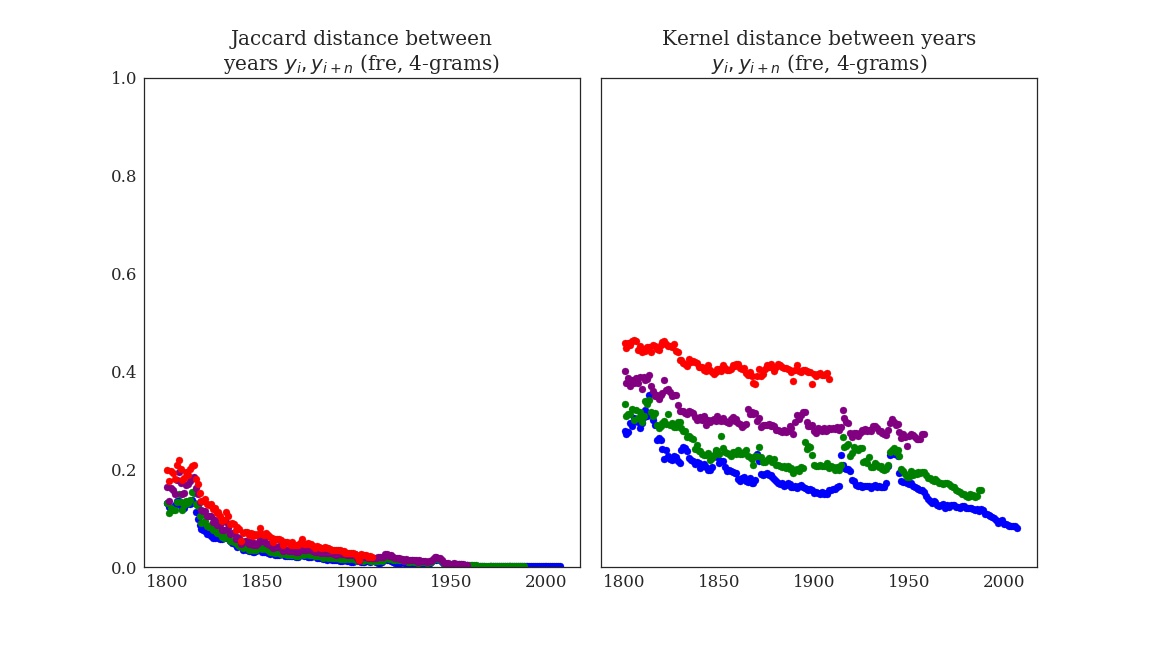 Jaccard distance between
years $y_i, y_{i+n}$ (fre, 4-grams)
Kernel distance between years
$y_i, y_{i+n}$ (fre, 4-grams)
1.0
0.8
0.6
0.4
0.2
0.0
1800 1850 1900 1950 2000
1800 1850 1900 1950 2000